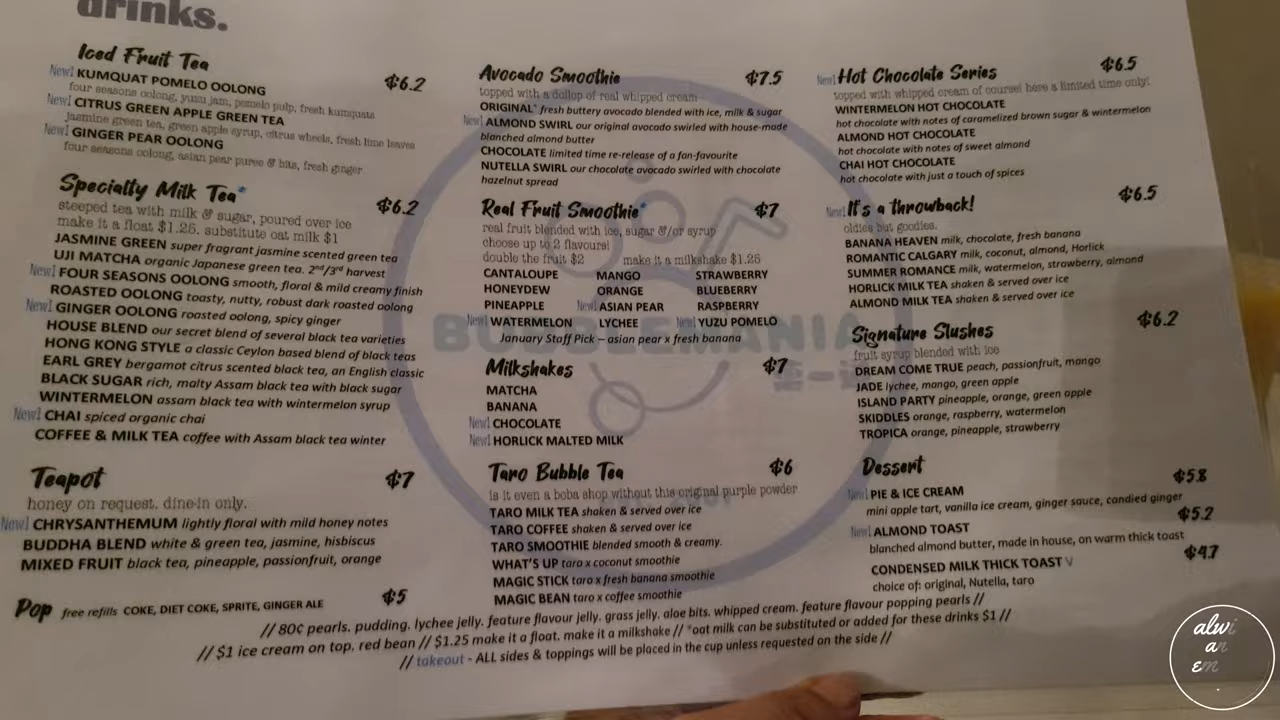 drinks.
Iced Fruit Tea $6.2
New! KUMQUAT POMELO OOLONG
four seasons oolong, yuzu jam, pomelo pulp, fresh kumquats
New! CITRUS GREEN APPLE GREEN TEA
jasmine green tea, green apple syrup, citrus wheels, fresh lime leaves
New! GINGER PEAR OOLONG
four seasons oolong, asian pear puree & bits, fresh ginger
Specialty Milk Tea* $6.2
steeped tea with milk & sugar, poured over ice
make it a float $1.25. substitute oat milk $1
JASMINE GREEN super fragrant jasmine scented green tea
UJI MATCHA organic Japanese green tea. 2nd/3rd harvest
New! FOUR SEASONS OOLONG smooth, floral & mild creamy finish
ROASTED OOLONG toasty, nutty, robust dark roasted oolong
New! GINGER OOLONG roasted oolong, spicy ginger
HOUSE BLEND our secret blend of several black tea varieties
HONG KONG STYLE a classic Ceylon based blend of black teas
EARL GREY bergamot citrus scented black tea, an English classic
BLACK SUGAR rich, malty Assam black tea with black sugar
WINTERMELON assam black tea with wintermelon syrup
New! CHAI spiced organic chai
COFFEE & MILK TEA coffee with Assam black tea winter
Teapot $7
honey on request. dine-in only.
New! CHRYSANTHEMUM lightly floral with mild honey notes
BUDDHA BLEND white & green tea, jasmine, hisbiscus
MIXED FRUIT black tea, pineapple, passionfruit, orange
Pop free refills COKE, DIET COKE, SPRITE, GINGER ALE $5
Avocado Smoothie $7.5
topped with a dollop of real whipped cream
ORIGINAL* fresh buttery avocado blended with ice, milk & sugar
New! ALMOND SWIRL our original avocado swirled with house-made
blanched almond butter
CHOCOLATE limited time re-release of a fan-favourite
NUTELLA SWIRL our chocolate avocado swirled with chocolate
hazelnut spread
Real Fruit Smoothie* $7
real fruit blended with ice, sugar &/or syrup
choose up to 2 flavours!
double the fruit $2 make it a milkshake $1.25
CANTALOUPE MANGO STRAWBERRY
HONEYDEW ORANGE BLUEBERRY
PINEAPPLE New! ASIAN PEAR RASPBERRY
New! WATERMELON LYCHEE New! YUZU POMELO
January Staff Pick – asian pear x fresh banana
BUBBLEMANIA
Milkshakes $7
MATCHA
BANANA
New! CHOCOLATE
New! HORLICK MALTED MILK
Taro Bubble Tea $6
is it even a boba shop without this original purple powder
TARO MILK TEA shaken & served over ice
TARO COFFEE shaken & served over ice
TARO SMOOTHIE blended smooth & creamy.
WHAT'S UP taro x coconut smoothie
MAGIC STICK taro x fresh banana smoothie
MAGIC BEAN taro x coffee smoothie
New! Hot Chocolate Series $6.5
topped with whipped cream of course! here a limited time only!
WINTERMELON HOT CHOCOLATE
hot chocolate with notes of caramelized brown sugar & wintermelon
ALMOND HOT CHOCOLATE
hot chocolate with notes of sweet almond
CHAI HOT CHOCOLATE
hot chocolate with just a touch of spices
New! It's a throwback! $6.5
oldies but goodies.
BANANA HEAVEN milk, chocolate, fresh banana
ROMANTIC CALGARY milk, coconut, almond, Horlick
SUMMER ROMANCE milk, watermelon, strawberry, almond
HORLICK MILK TEA shaken & served over ice
ALMOND MILK TEA shaken & served over ice
Signature Slushes $6.2
fruit syrup blended with ice
DREAM COME TRUE peach, passionfruit, mango
JADE lychee, mango, green apple
ISLAND PARTY pineapple, orange, green apple
SKIDDLES orange, raspberry, watermelon
TROPICA orange, pineapple, strawberry
Dessert
New! PIE & ICE CREAM $5.8
mini apple tart, vanilla ice cream, ginger sauce, candied ginger
New! ALMOND TOAST $5.2
blanched almond butter, made in house, on warm thick toast
CONDENSED MILK THICK TOAST V $4.7
choice of: original, Nutella, taro
// 80¢ pearls. pudding. lychee jelly. feature flavour jelly. grass jelly. aloe bits. whipped cream. feature flavour popping pearls //
// $1 ice cream on top. red bean // $1.25 make it a float. make it a milkshake // *oat milk can be substituted or added for these drinks $1 //
// takeout - ALL sides & toppings will be placed in the cup unless requested on the side //
alwi
an
em